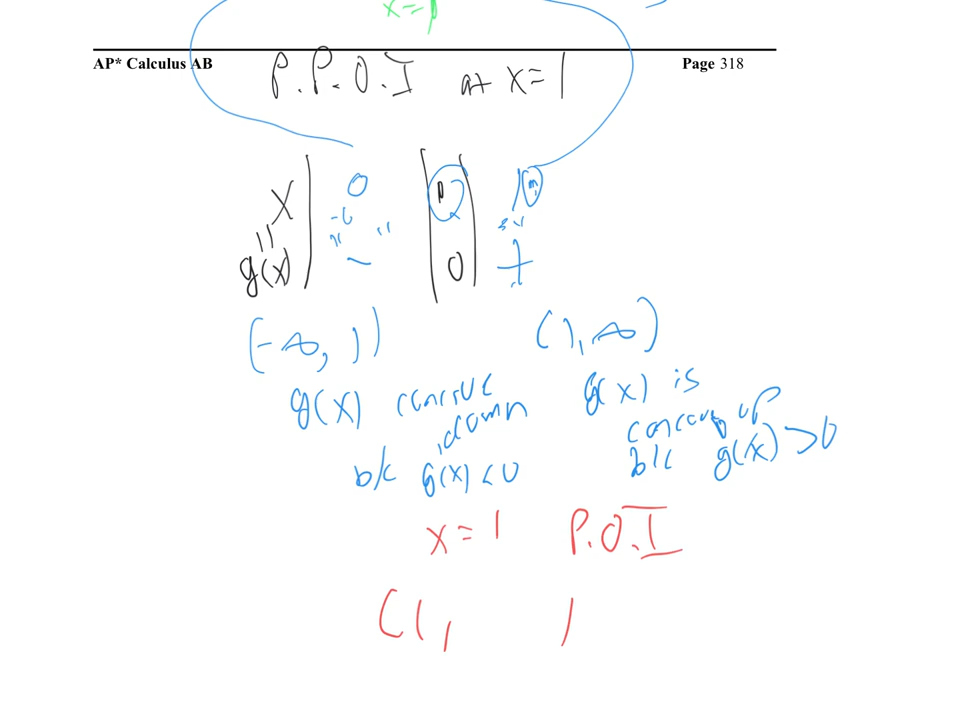 x=1
AP* Calculus AB Page 318
P.P.O.I at x=1
x 0 1 10
-6
" "
g(x) - 0 +
(-∞, 1) (1, ∞)
g(x) concave down g(x) is concave up
b/c g(x) < 0 b/c g(x) > 0
x=1 P.O.I
(1, )